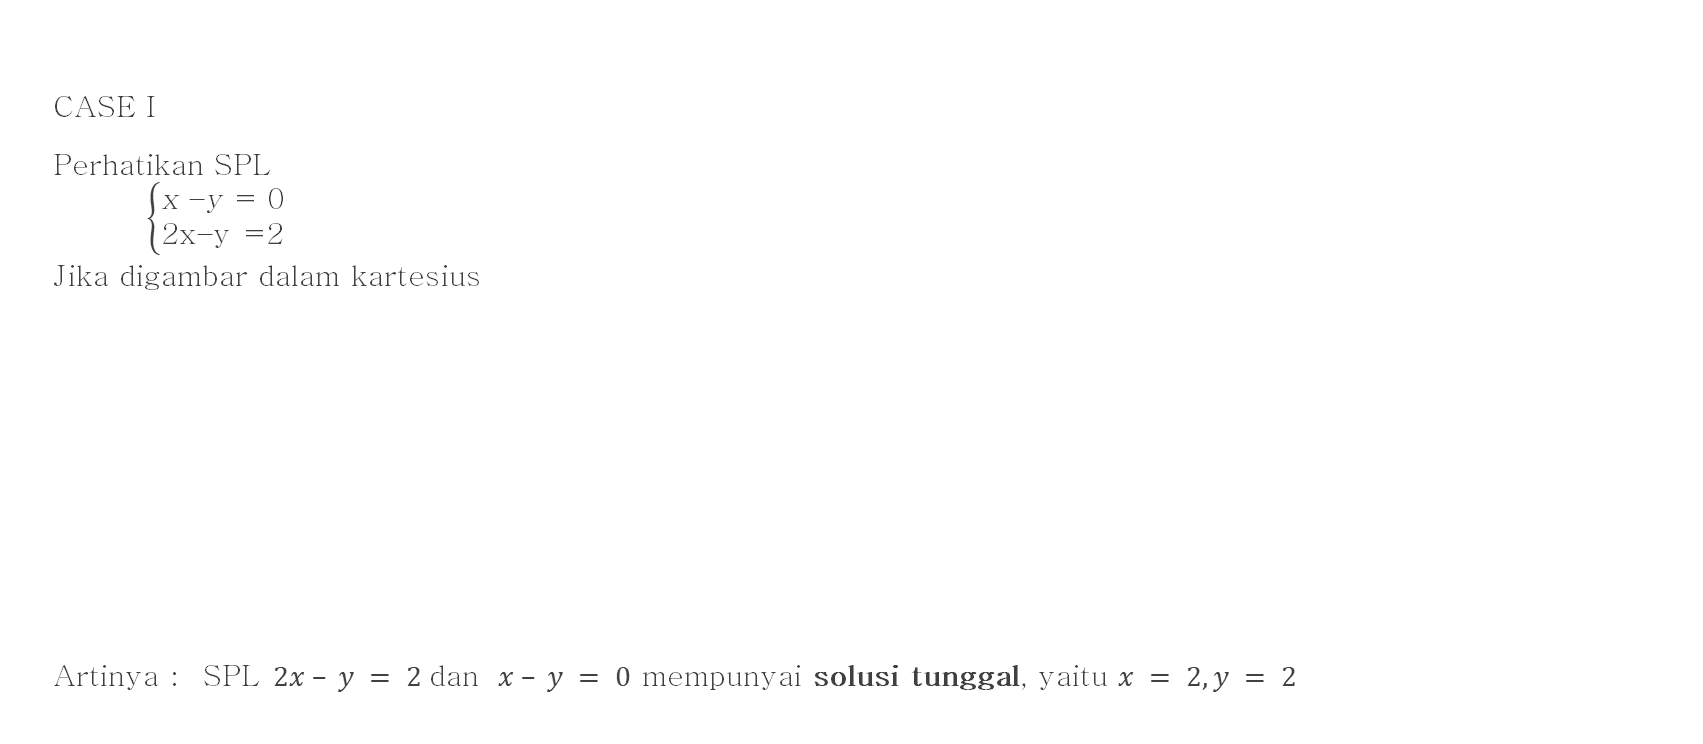 CASE I
Perhatikan SPL
x −y = 0
2x−y =2
Jika digambar dalam kartesius
Artinya : SPL 2x − y = 2 dan x − y = 0 mempunyai solusi tunggal, yaitu x = 2, y = 2